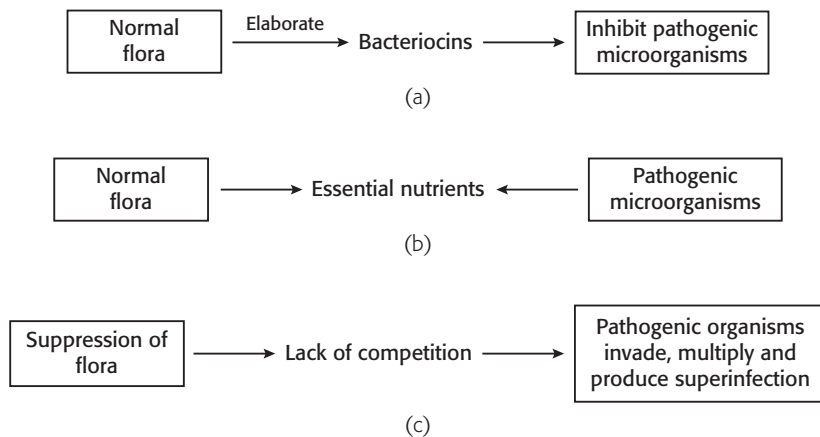 Normal
flora
Elaborate
Bacteriocins
Inhibit pathogenic
microorganisms
(a)
Normal
flora
Essential nutrients
Pathogenic
microorganisms
(b)
Suppression of
flora
Lack of competition
Pathogenic organisms
invade, multiply and
produce superinfection
(c)